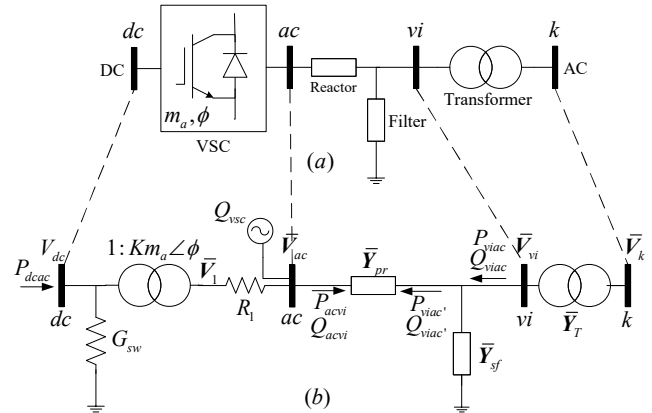 dc
ac
vi
k
DC
AC
Reactor
Transformer
Filter
m_a, ϕ
VSC
(a)
Q_vsc
V_dc
P_dcac
1 : Km_a∠ϕ
V̄_1
V̄_ac
Ȳ_pr
P_viac
Q_viac
V̄_vi
V̄_k
dc
G_sw
R_1
ac
P_acvi
Q_acvi
P_viac'
Q_viac'
vi
Ȳ_T
k
Ȳ_sf
(b)